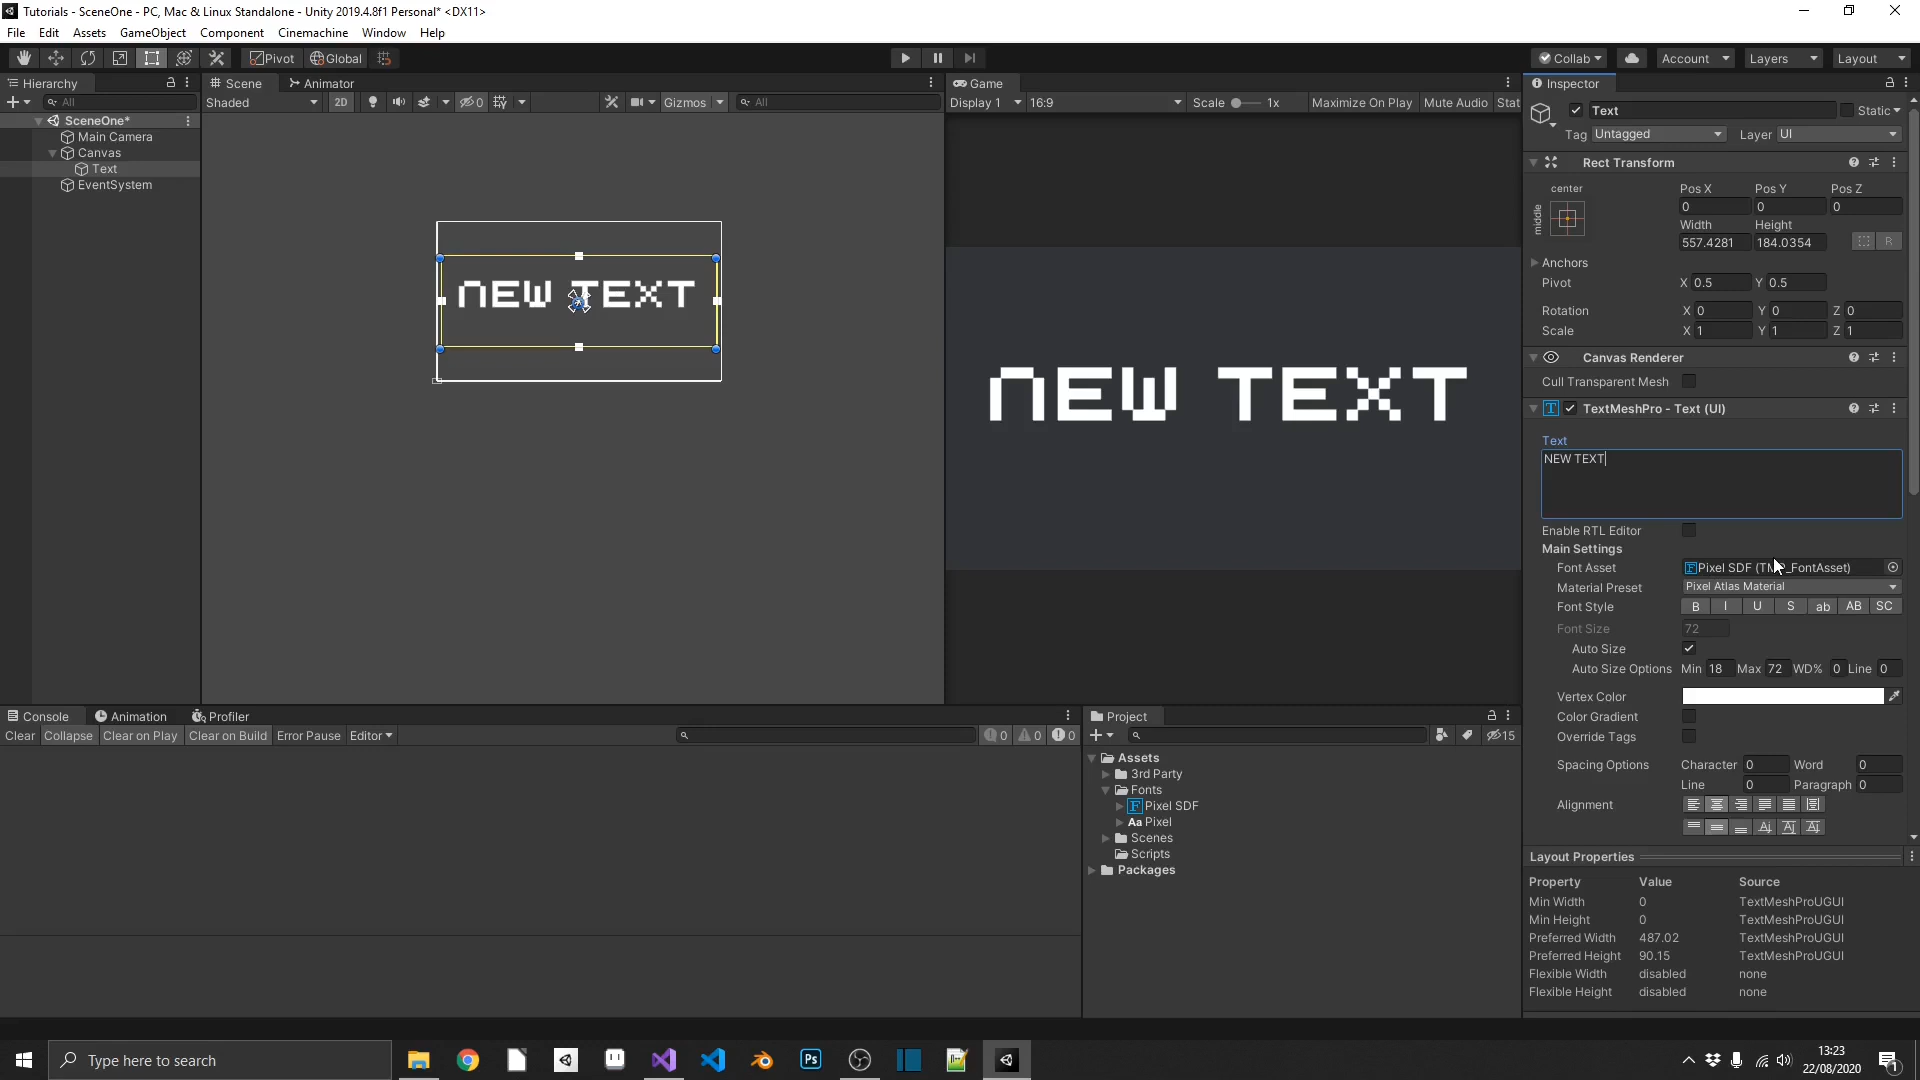 Tutorials - SceneOne - PC, Mac & Linux Standalone - Unity 2019.4.8f1 Personal* <DX11>
File Edit Assets GameObject Component Cinemachine Window Help
Pivot Global Collab Account Layers Layout
Hierarchy
All
SceneOne*
Main Camera
Canvas
Text
EventSystem
Scene Animator
Shaded 2D 0 Gizmos All
NEW TEXT
Game
Display 1 16:9 Scale 1x Maximize On Play Mute Audio Stat
NEW TEXT
Inspector
Text Static
Tag Untagged Layer UI
Rect Transform
center
middle
Pos X Pos Y Pos Z
0 0 0
Width Height
557.4281 184.0354 R
Anchors
Pivot X 0.5 Y 0.5
Rotation X 0 Y 0 Z 0
Scale X 1 Y 1 Z 1
Canvas Renderer
Cull Transparent Mesh
TextMeshPro - Text (UI)
Text
NEW TEXT
Enable RTL Editor
Main Settings
Font Asset Pixel SDF (TMP_FontAsset)
Material Preset Pixel Atlas Material
Font Style B I U S ab AB SC
Font Size 72
Auto Size
Auto Size Options Min 18 Max 72 WD% 0 Line 0
Vertex Color
Color Gradient
Override Tags
Spacing Options Character 0 Word 0
Line 0 Paragraph 0
Alignment
Layout Properties
Property Value Source
Min Width 0 TextMeshProUGUI
Min Height 0 TextMeshProUGUI
Preferred Width 487.02 TextMeshProUGUI
Preferred Height 90.15 TextMeshProUGUI
Flexible Width disabled none
Flexible Height disabled none
Console Animation Profiler
Clear Collapse Clear on Play Clear on Build Error Pause Editor 0 0 0
Project
15
Assets
3rd Party
Fonts
Pixel SDF
Aa Pixel
Scenes
Scripts
Packages
Type here to search
Ps
13:23
22/08/2020
1